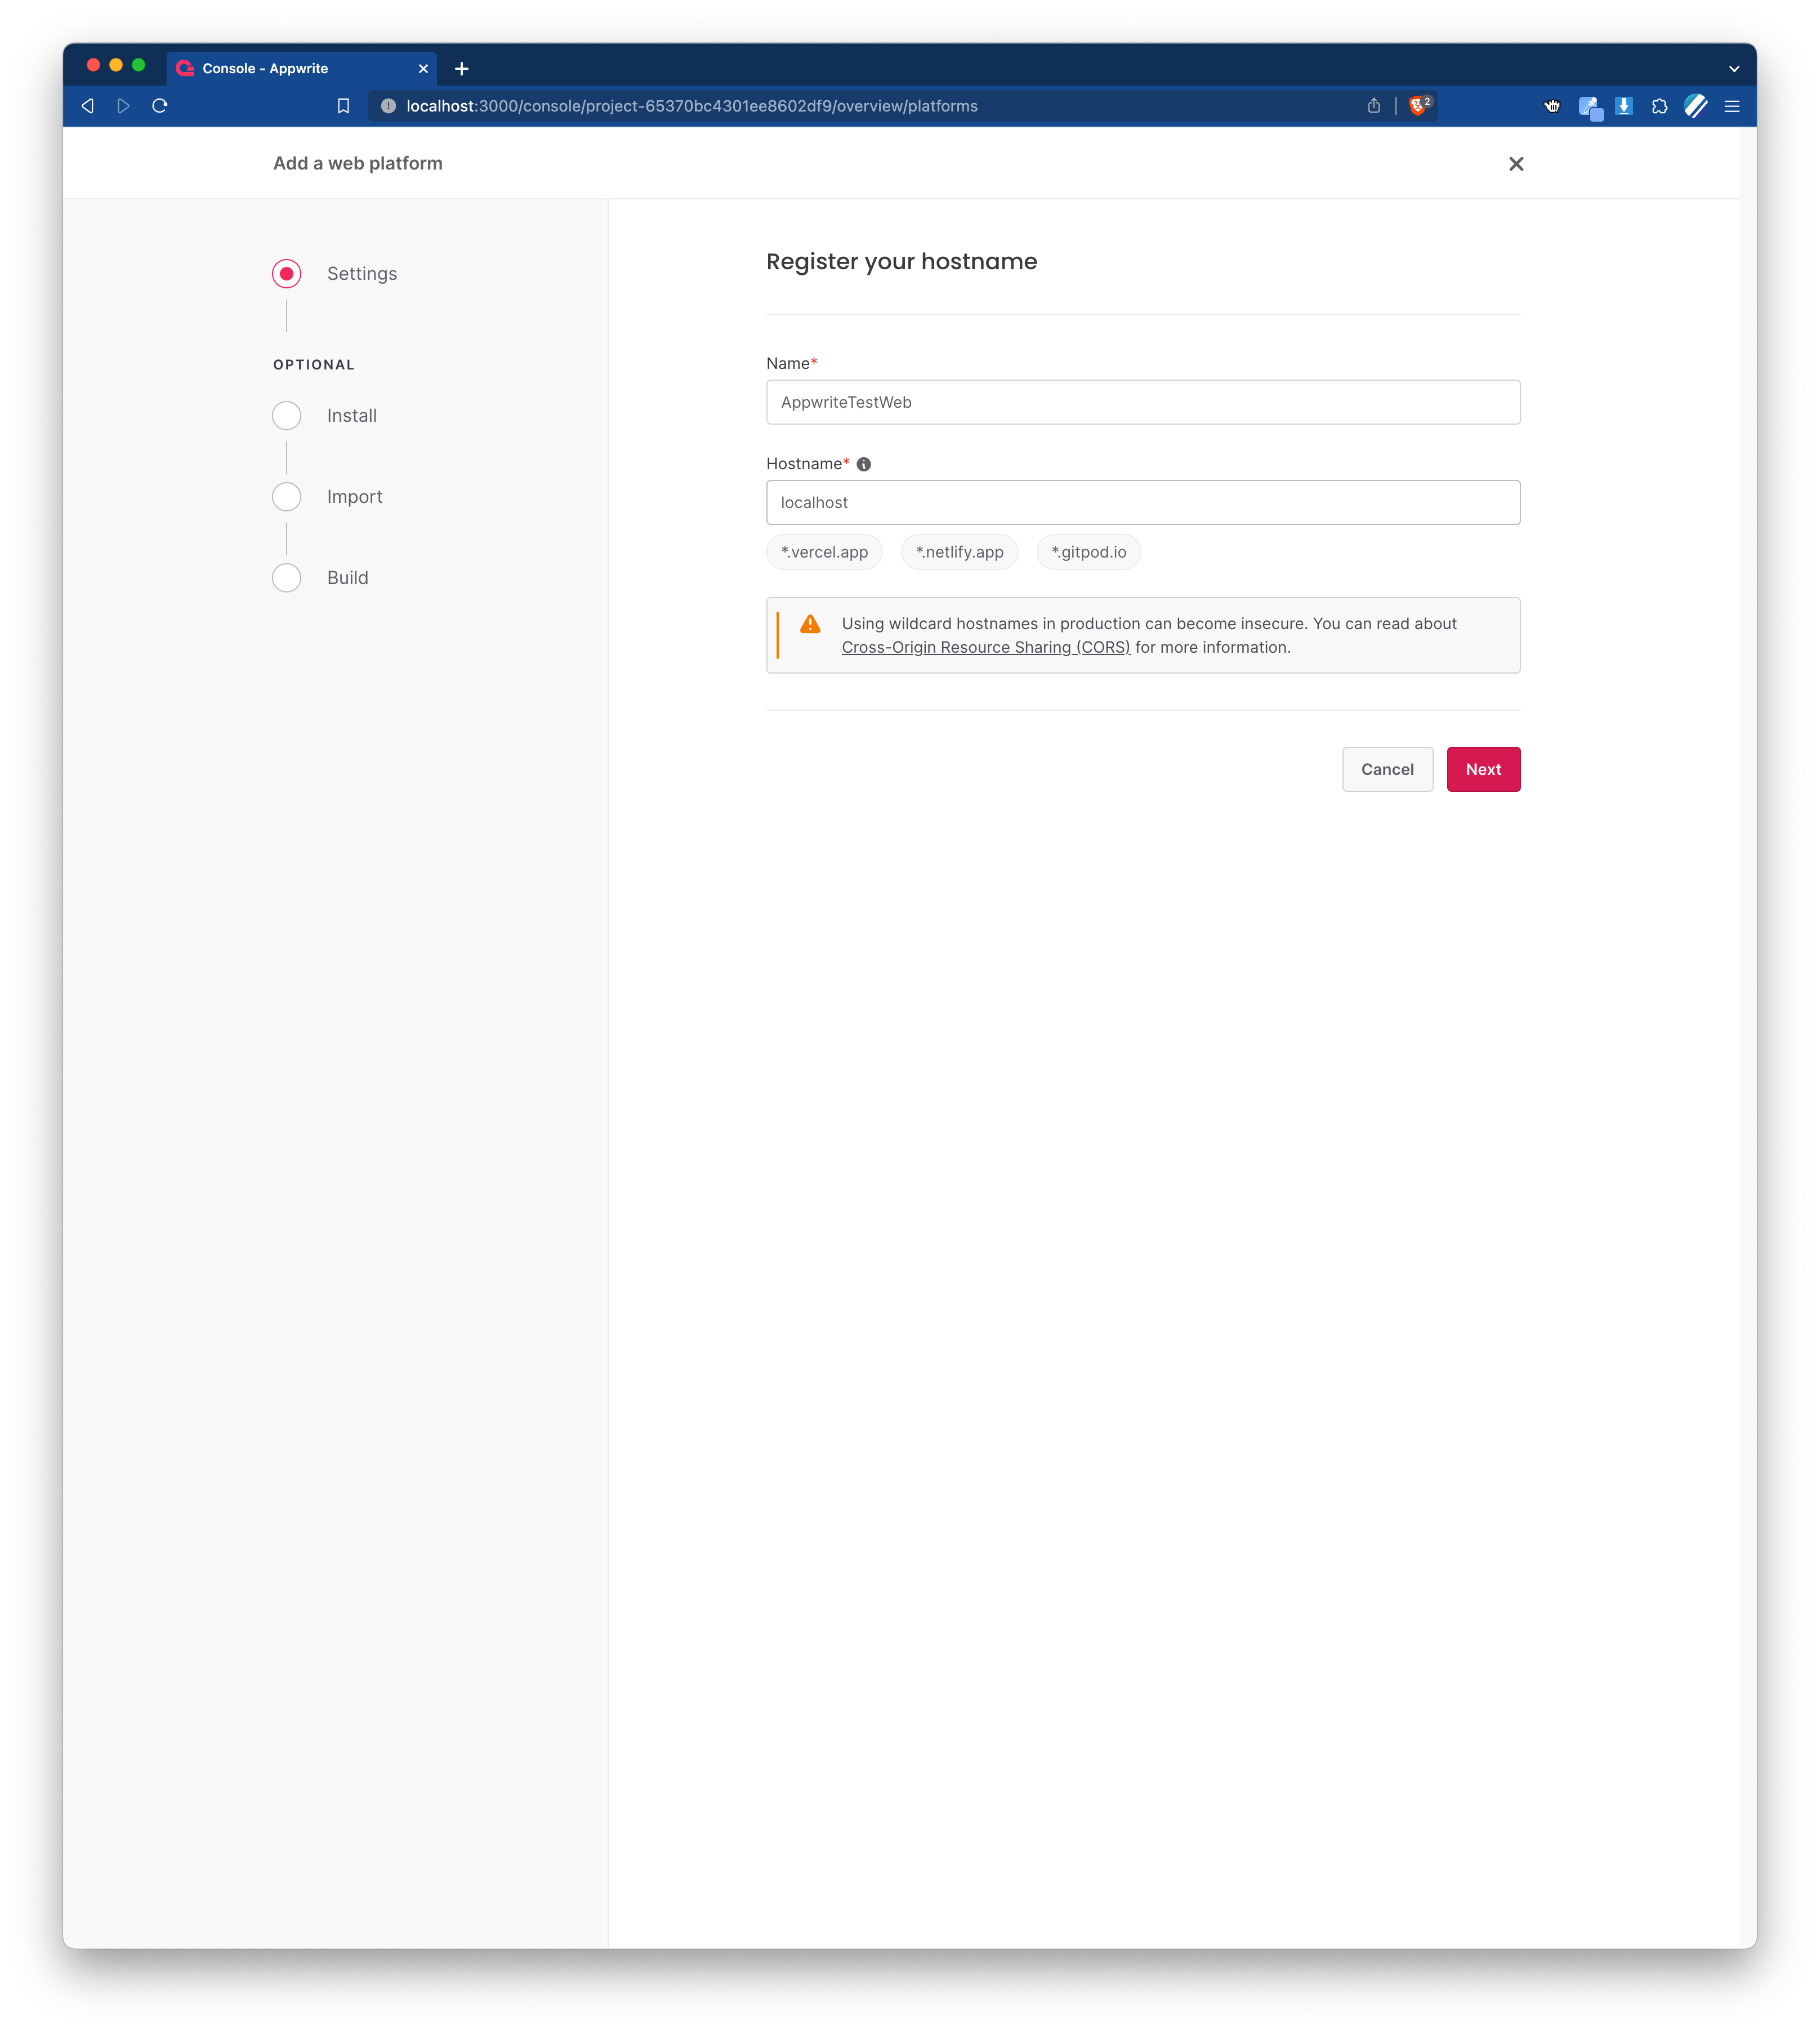 Console - Appwrite
localhost:3000/console/project-65370bc4301ee8602df9/overview/platforms
2
Add a web platform
Settings
OPTIONAL
Install
Import
Build
Register your hostname
Name*
AppwriteTestWeb
Hostname*
localhost
*.vercel.app *.netlify.app *.gitpod.io
Using wildcard hostnames in production can become insecure. You can read about
Cross-Origin Resource Sharing (CORS) for more information.
Cancel Next